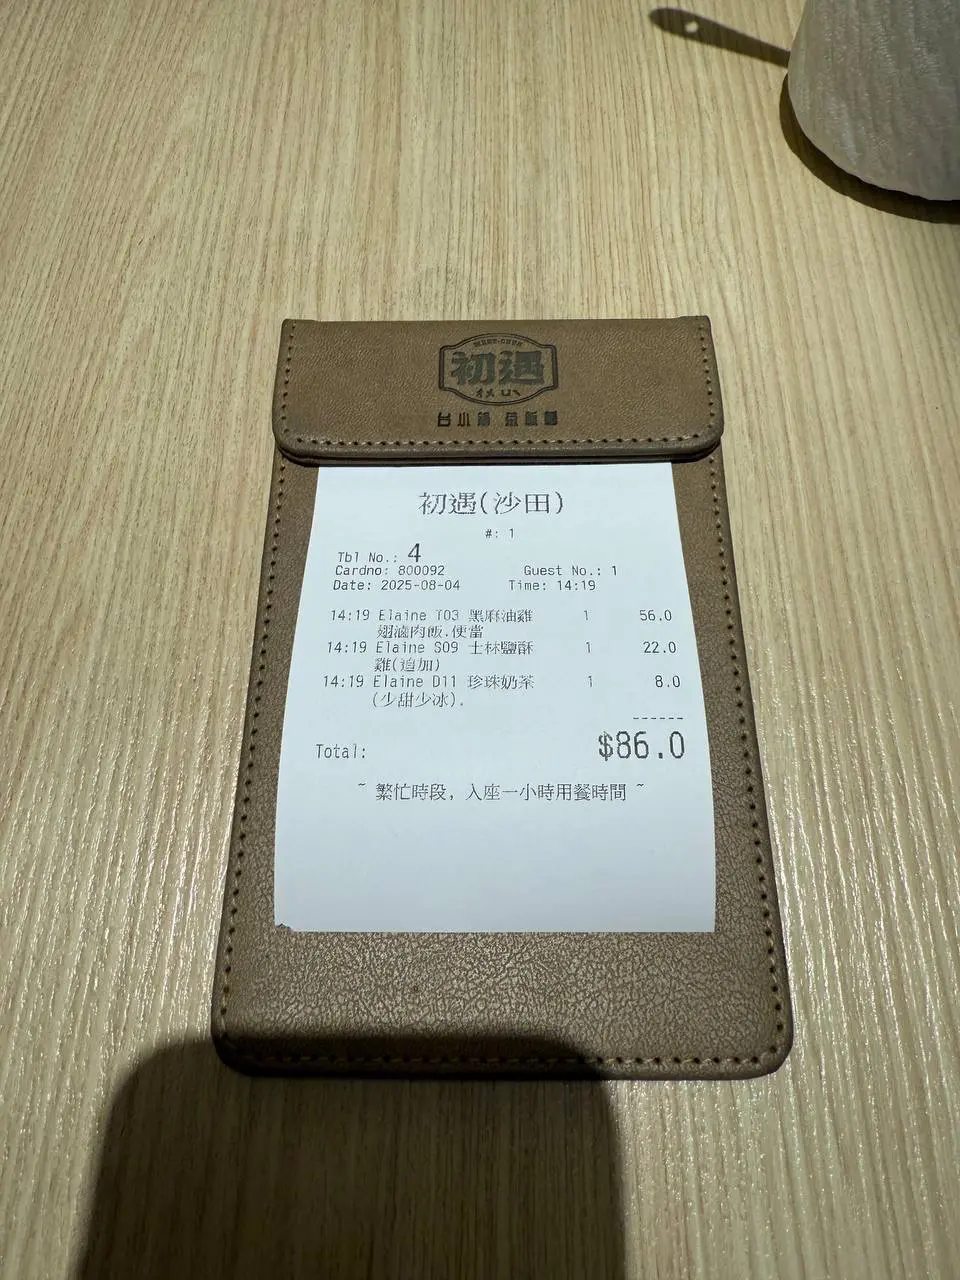 初遇
台小鍋 茶飯麵
初遇(沙田)
#: 1
Tbl No.: 4
Cardno: 800092 Guest No.: 1
Date: 2025-08-04 Time: 14:19
14:19 Elaine T03 黑麻油雞 1 56.0
翅滷肉飯.便當
14:19 Elaine S09 士林鹽酥 1 22.0
雞(追加)
14:19 Elaine D11 珍珠奶茶 1 8.0
(少甜少冰).
------
Total: $86.0
~ 繁忙時段, 入座一小時用餐時間 ~